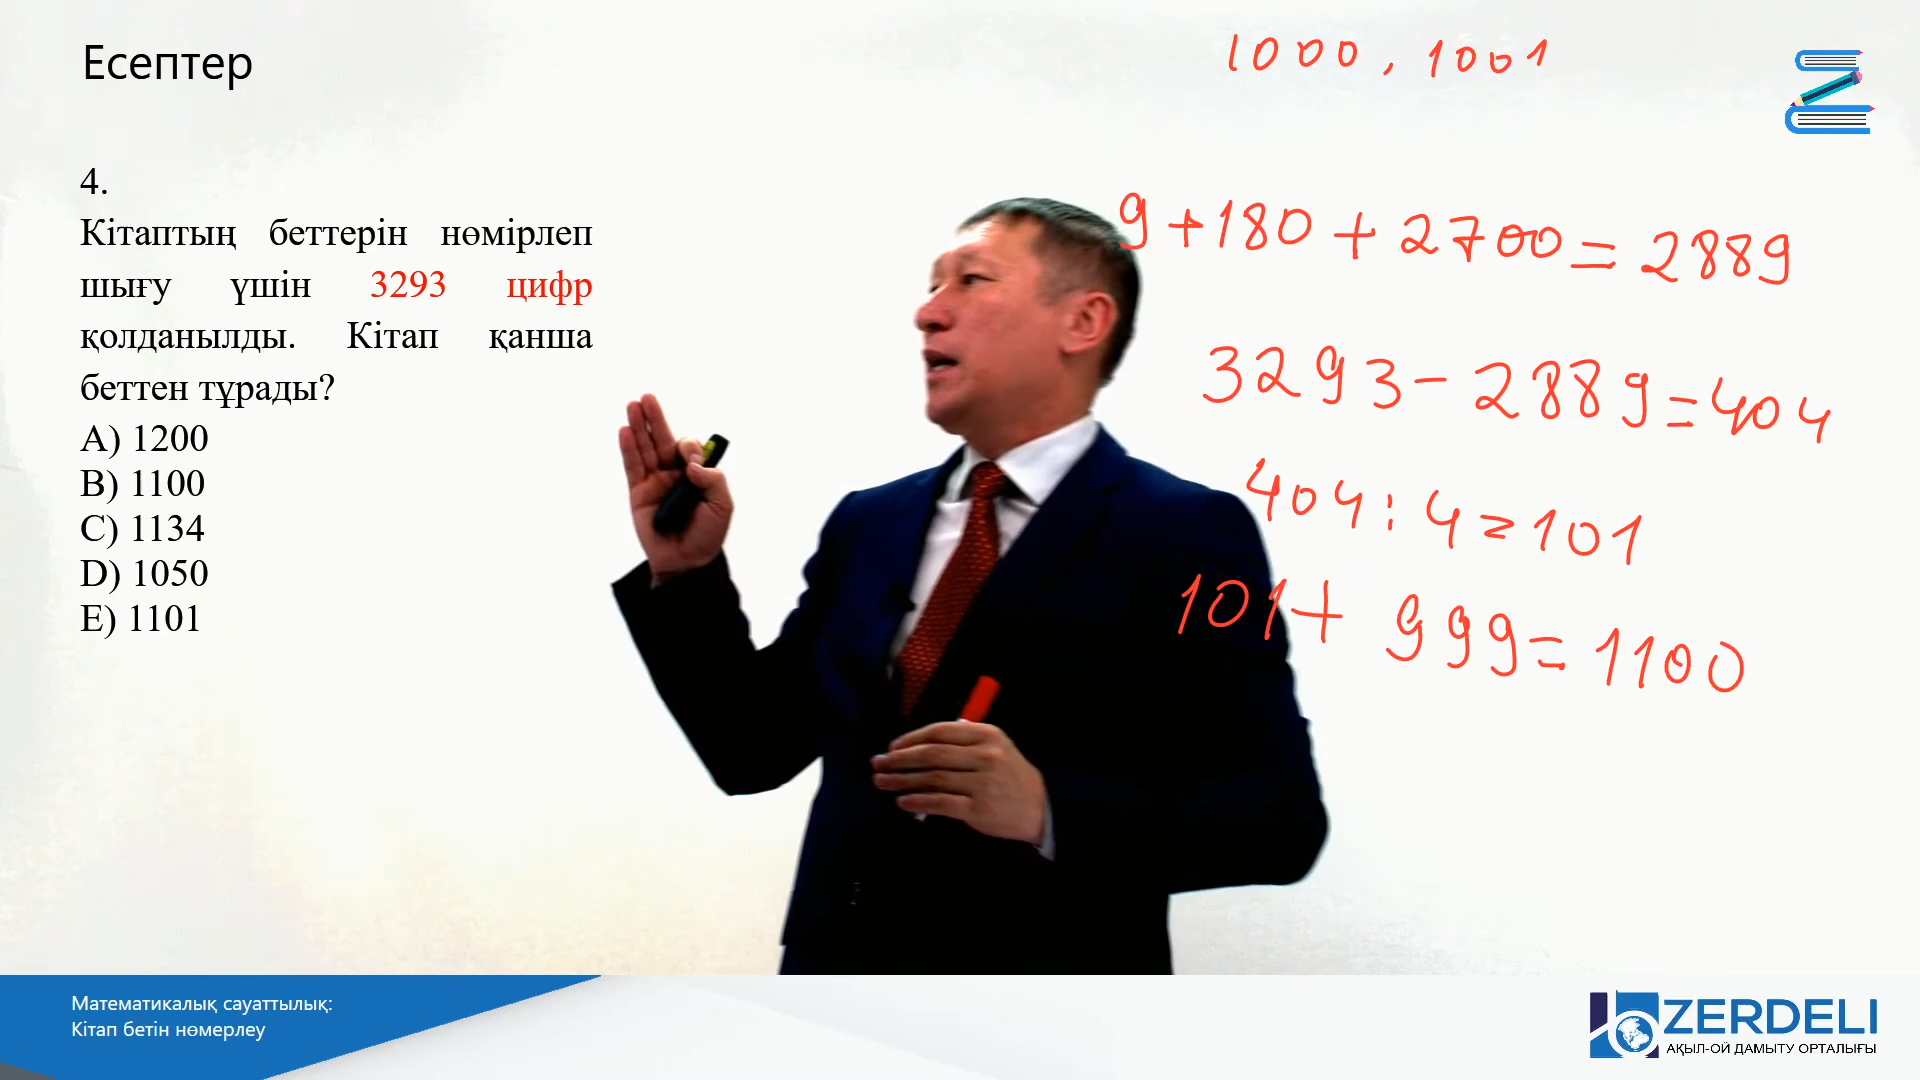 Есептер
1000, 1001
4.
Кітаптың беттерін нөмірлеп
шығу үшін 3293 цифр
қолданылды. Кітап қанша
беттен тұрады?
A) 1200
B) 1100
C) 1134
D) 1050
E) 1101
9+180+2700=2889
3293-2889=404
404:4=101
101+999=1100
Математикалық сауаттылық:
Кітап бетін нөмерлеу
ZERDELI
АҚЫЛ-ОЙ ДАМЫТУ ОРТАЛЫҒЫ